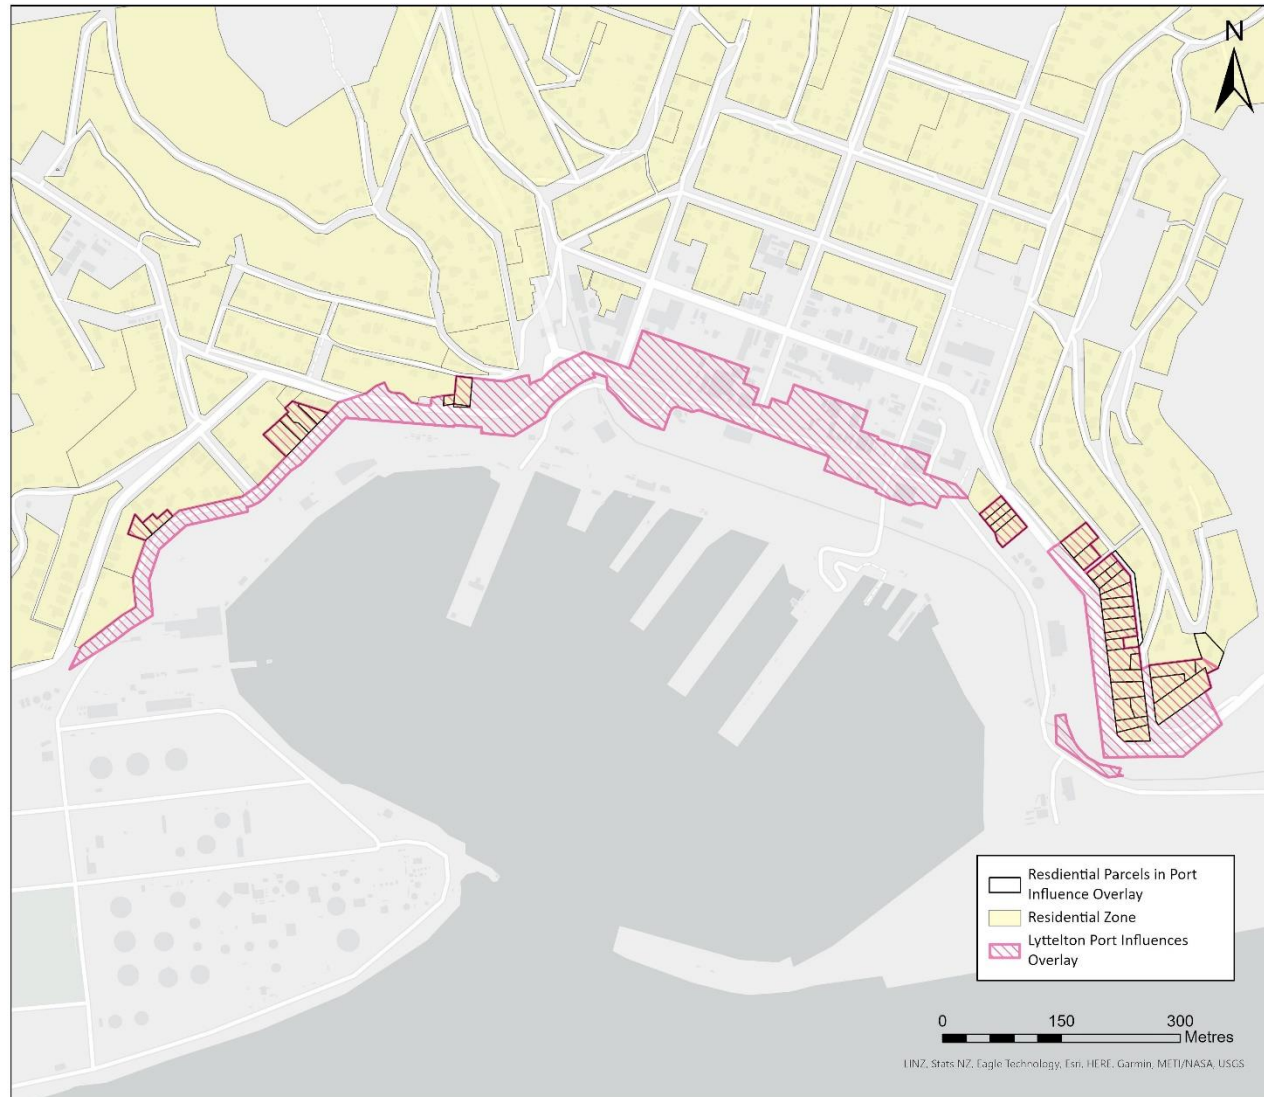 N
Resdiential Parcels in Port
Influence Overlay
Residential Zone
Lyttelton Port Influences
Overlay
0 150 300
Metres
LINZ, Stats NZ, Eagle Technology, Esri, HERE, Garmin, METI/NASA, USGS